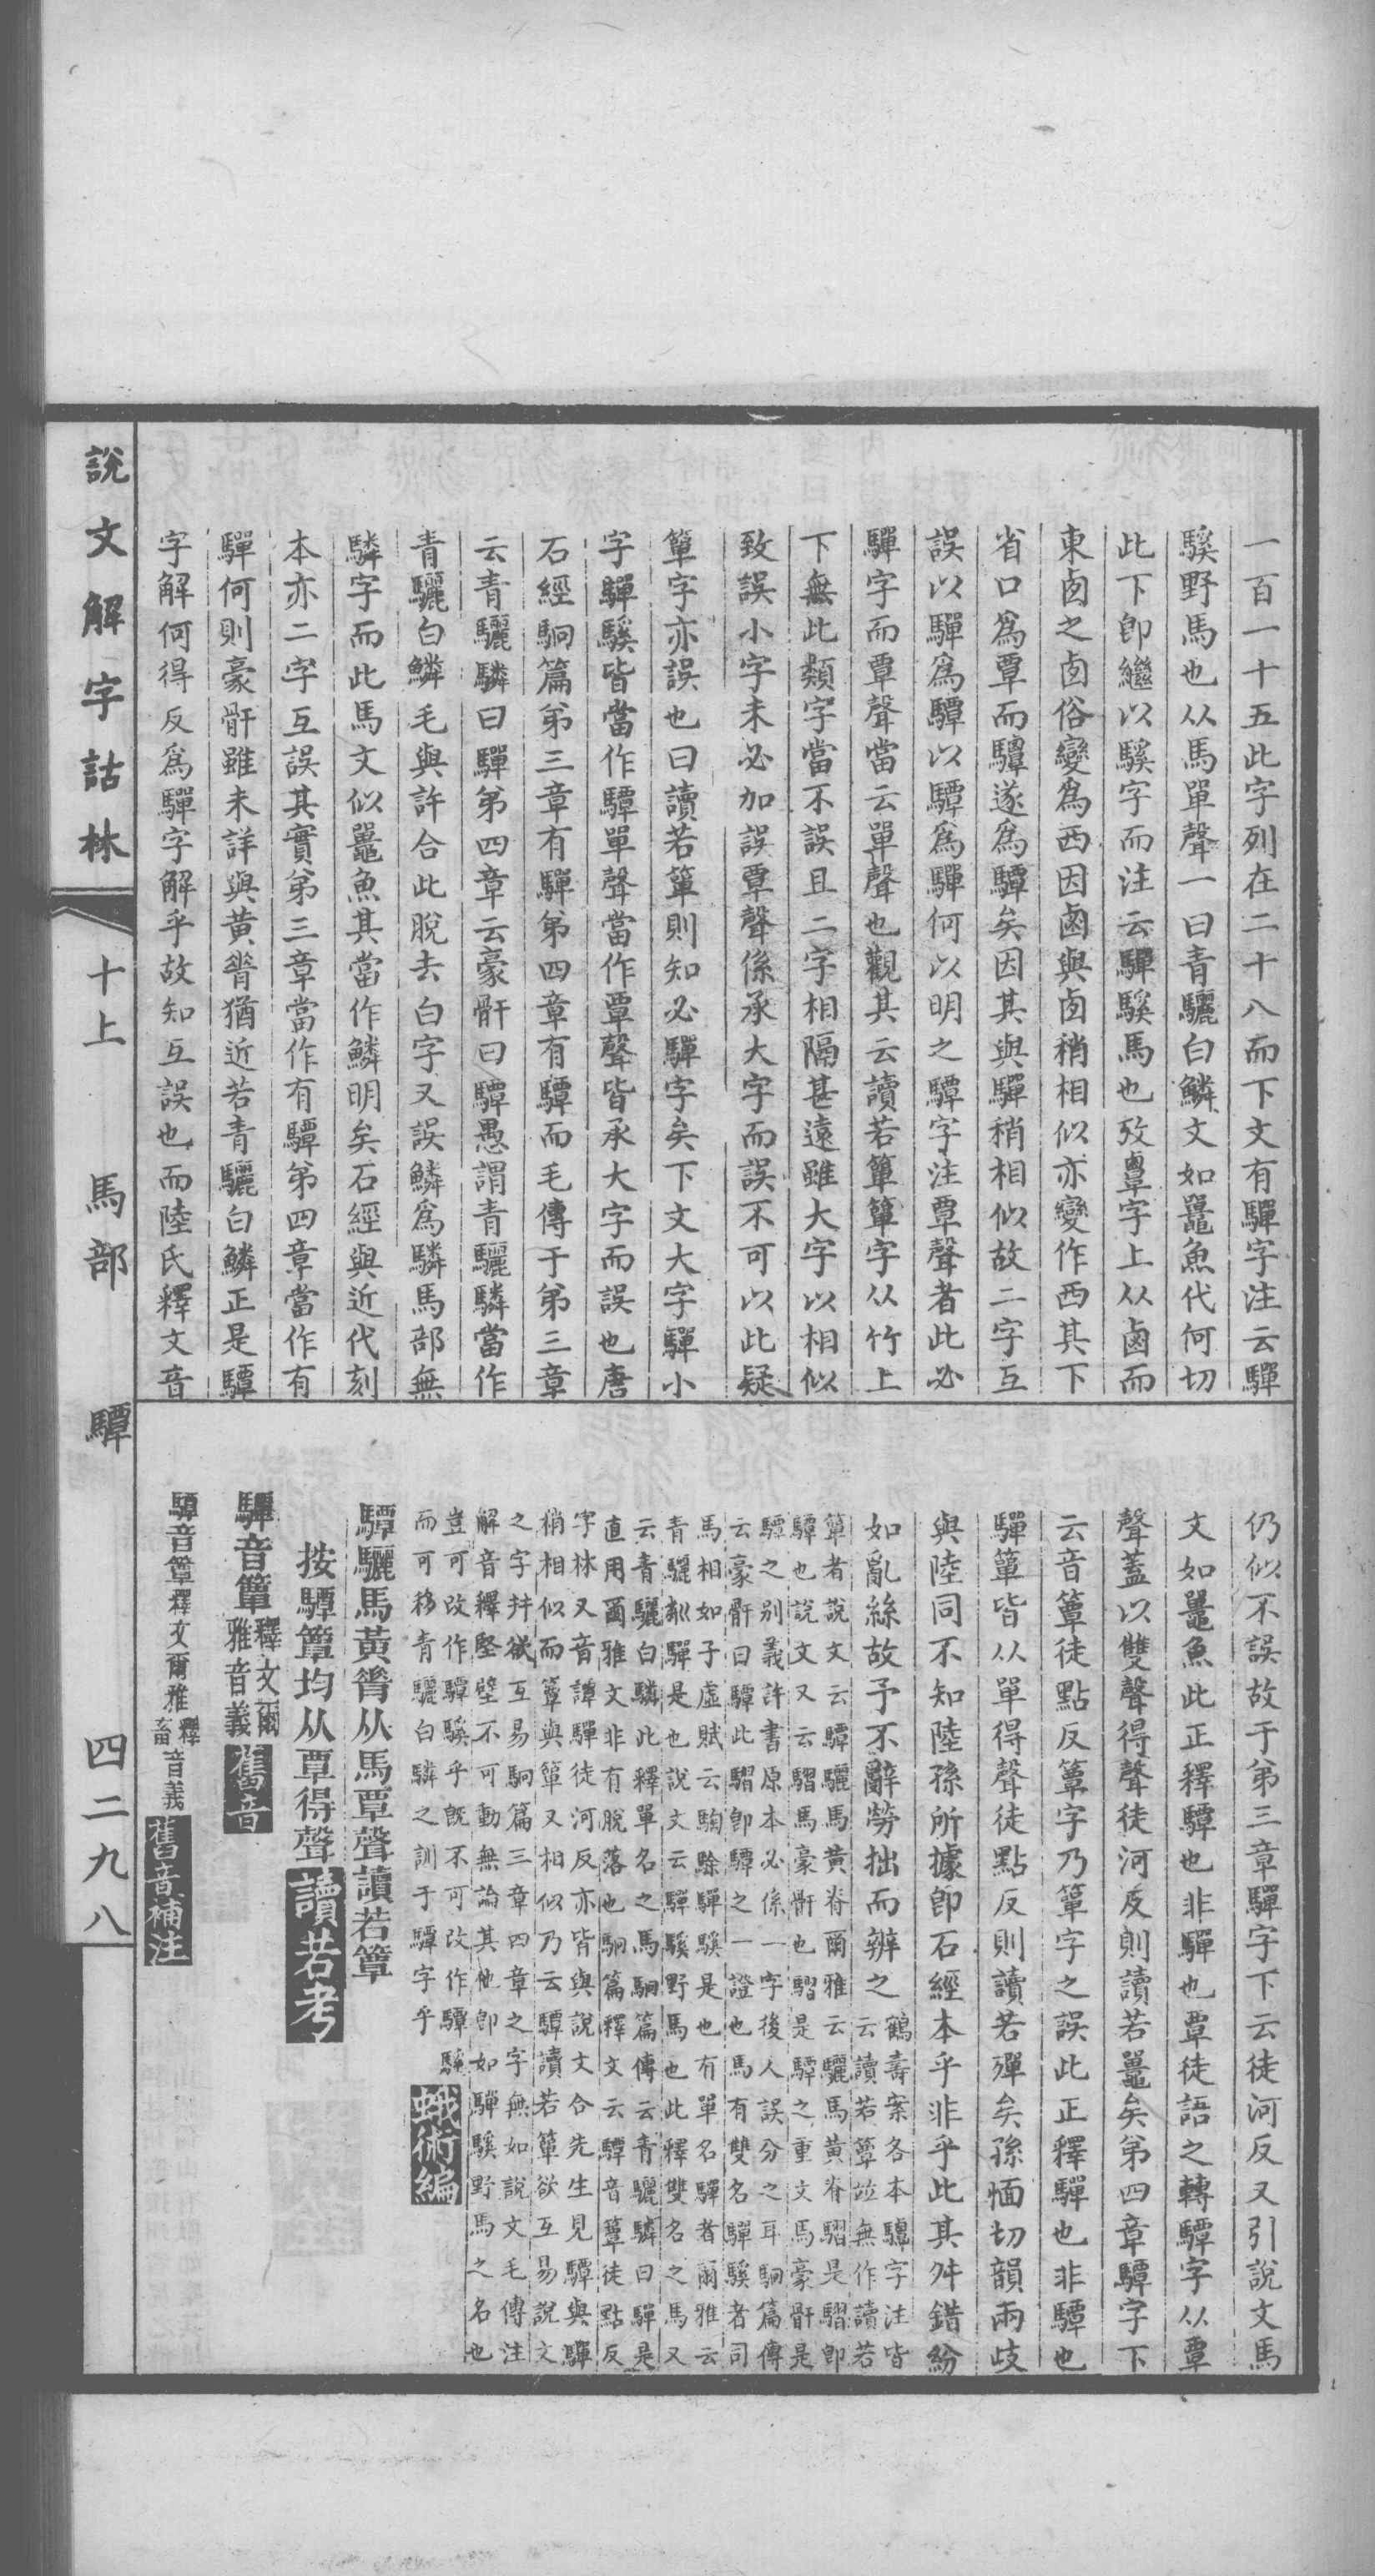 一百一十五此字列在二十八而下文有驒字注云驒
騱野馬也从馬單聲一曰青驪白鱗文如鼉魚代何切
此下卽繼以騱字而注云驒騱馬也攷覃字上从鹵而
東鹵之鹵俗變爲西因鹵與鹵稍相似亦變作西其下
省口爲覃而驔遂爲驔矣因其與驒稍相似故二字互
誤以驒爲驔以驔爲驒何以明之驔字注覃聲者此必
驒字而覃聲當云單聲也觀其云讀若簞簞字从竹上
下無此類字當不誤且二字相隔甚遠雖大字以相似
致誤小字未必加誤覃聲係承大字而誤不可以此疑
簞字亦誤也曰讀若簞則知必驒字矣下文大字驒小
字驒騱皆當作驔單聲當作覃聲皆承大字而誤也唐
石經駉篇第三章有驒第四章有驔而毛傳于第三章
云青驪驎曰驒第四章云豪骭曰驔愚謂青驪驎當作
青驪白鱗毛與許合此脫去白字又誤鱗爲驎馬部無
驎字而此馬文似鼉魚其當作鱗明矣石經與近代刻
本亦二字互誤其實第三章當作有驔第四章當作有
驒何則豪骭雖未詳與黃脊猶近若青驪白鱗正是驔
字解何得反爲驒字解乎故知互誤也而陸氏釋文音
仍似不誤故于第三章驒字下云徒河反又引說文馬
文如鼉魚此正釋驔也非驒也覃徒語之轉驔字从覃
聲蓋以雙聲得聲徒河反則讀若鼉矣第四章驔字下
云音簟徒點反簟字乃簞字之誤此正釋驒也非驔也
驒簞皆从單得聲徒點反則讀若殫矣孫愐切韻兩歧
與陸同不知陸孫所據卽石經本乎非乎此其舛錯紛
如亂絲故予不辭勞拙而辨之鶴壽案各本驔字注皆
云讀若簟竝無作讀若
簞者說文云驔驪馬黃脊爾雅云驪馬黃脊騽是騽卽
驔也說文又云騽馬豪骭也騽是驔之重文馬豪骭是
驔之别義許書原本必係一字後人誤分之耳駉篇傳
云豪骭曰驔此騽卽驔之一證也馬有雙名驒騱者司
馬相如子虛賦云騊駼驒騱是也有單名驒者爾雅云
青驪驎驒是也說文云驒騱野馬也此釋雙名之馬又
云青驪白驎此釋單名之馬駉篇傳云青驪驎曰驒是
直用爾雅文非有脫落也駉篇釋文云驔音簟徒點反
字林又音譚驒徒河反亦皆與說文合先生見驔與驒
稍相似而簟與簞又相似乃云驔讀若簞欲互易說文
之字幷欲互易駉篇三章四章之字無如說文毛傳注
解音釋堅壁不可動無論其他卽如驒騱野馬之名也
豈可改作驔騱乎旣不可改作驔騱
而可移青驪白驎之訓于驔字乎蛾術編
驔驪馬黃脊从馬覃聲讀若簟
按驔簟均从覃得聲讀若考
驔音簟釋文爾
雅音義舊音
驔音簟釋文爾雅釋
畜音義舊音補注
說文解字詁林 十上 馬部 驔 四二九八